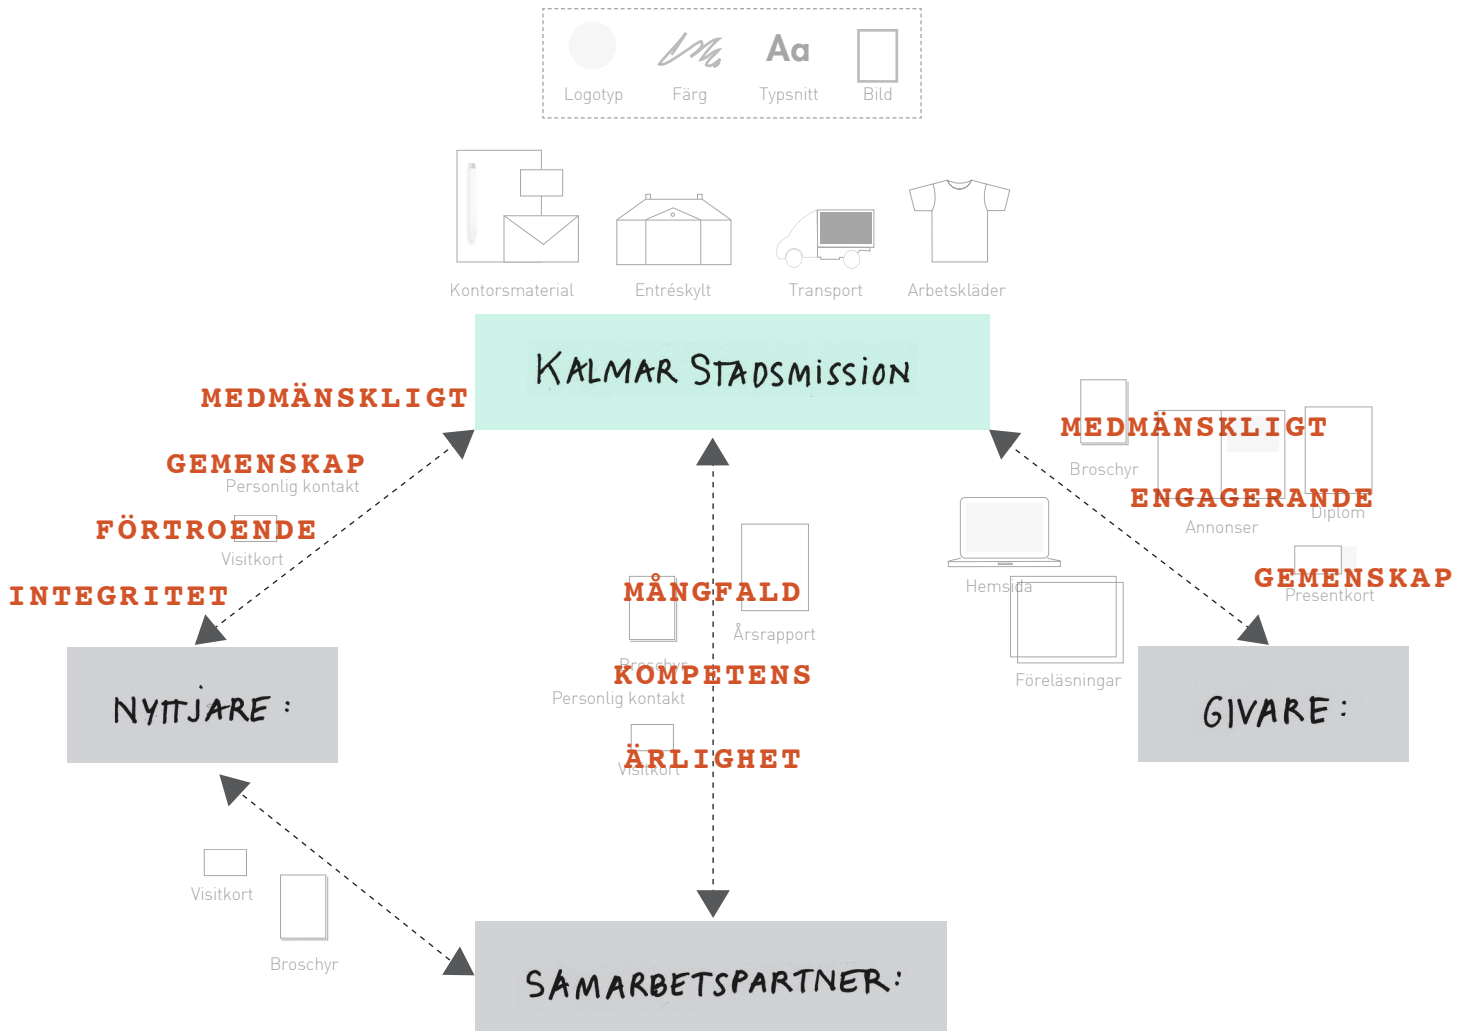 Logotyp Färg Aa Typsnitt Bild
Kontorsmaterial Entréskylt Transport Arbetskläder
KALMAR STADSMISSION
MEDMÄNSKLIGT
GEMENSKAP
Personlig kontakt
FÖRTROENDE
Visitkort
INTEGRITET
NYTTJARE:
MEDMÄNSKLIGT
Broschyr
ENGAGERANDE
Diplom
Annonser
Hemsida
GEMENSKAP
Presentkort
Föreläsningar
GIVARE:
MÅNGFALD
Årsrapport
Broschyr
KOMPETENS
Personlig kontakt
ÄRLIGHET
Visitkort
Visitkort
Broschyr
SAMARBETSPARTNER: